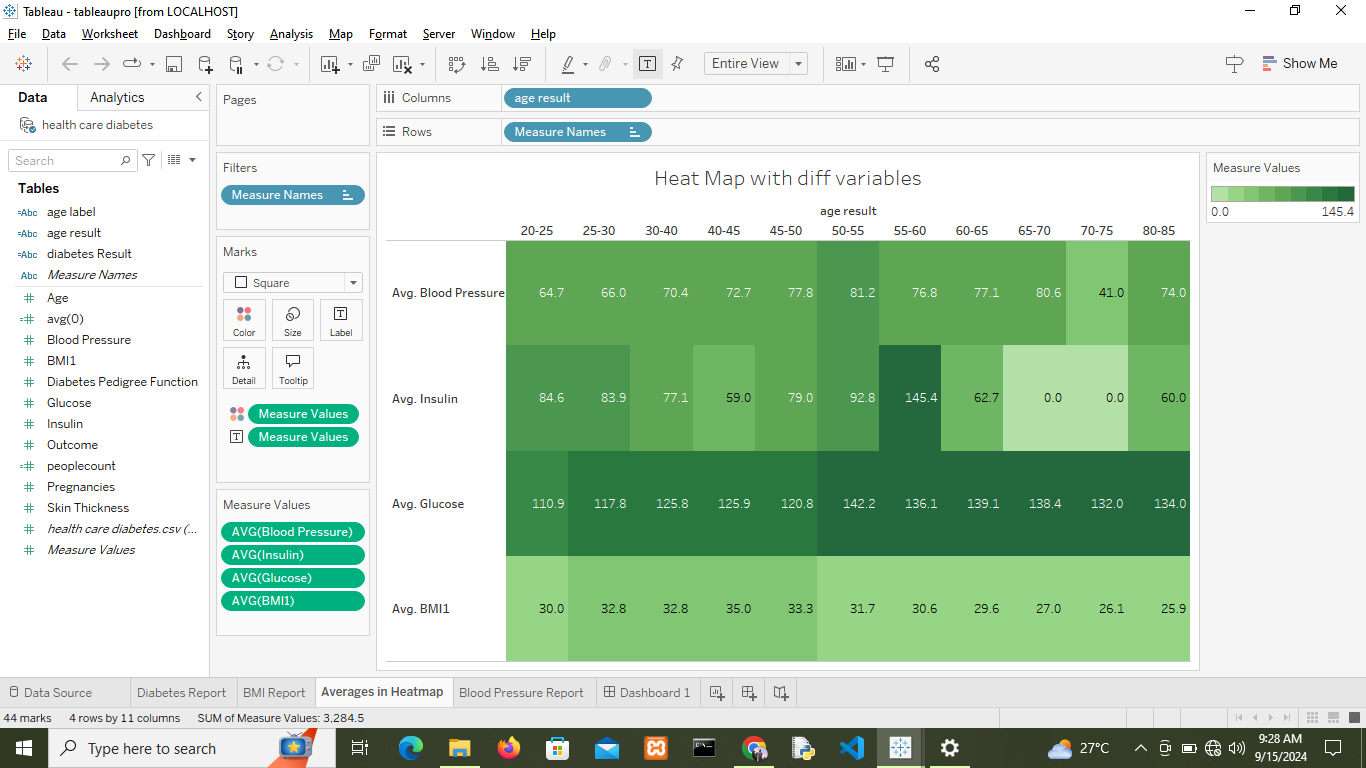 Tableau - tableaupro [from LOCALHOST]
File Data Worksheet Dashboard Story Analysis Map Format Server Window Help
Entire View
Show Me
Data Analytics
health care diabetes
Search
Tables
Abc age label
Abc age result
Abc diabetes Result
Abc Measure Names
Age
avg(0)
Blood Pressure
BMI1
Diabetes Pedigree Function
Glucose
Insulin
Outcome
peoplecount
Pregnancies
Skin Thickness
health care diabetes.csv (...
Measure Values
Pages
Filters
Measure Names
Marks
Square
Color Size Label
Detail Tooltip
Measure Values
Measure Values
Measure Values
AVG(Blood Pressure)
AVG(Insulin)
AVG(Glucose)
AVG(BMI1)
Columns age result
Rows Measure Names
Heat Map with diff variables
age result
20-25 25-30 30-40 40-45 45-50 50-55 55-60 60-65 65-70 70-75 80-85
Avg. Blood Pressure 64.7 66.0 70.4 72.7 77.8 81.2 76.8 77.1 80.6 41.0 74.0
Avg. Insulin 84.6 83.9 77.1 59.0 79.0 92.8 145.4 62.7 0.0 0.0 60.0
Avg. Glucose 110.9 117.8 125.8 125.9 120.8 142.2 136.1 139.1 138.4 132.0 134.0
Avg. BMI1 30.0 32.8 32.8 35.0 33.3 31.7 30.6 29.6 27.0 26.1 25.9
Measure Values
0.0 145.4
Data Source Diabetes Report BMI Report Averages in Heatmap Blood Pressure Report Dashboard 1
44 marks 4 rows by 11 columns SUM of Measure Values: 3,284.5
Type here to search
27°C
9:28 AM
9/15/2024